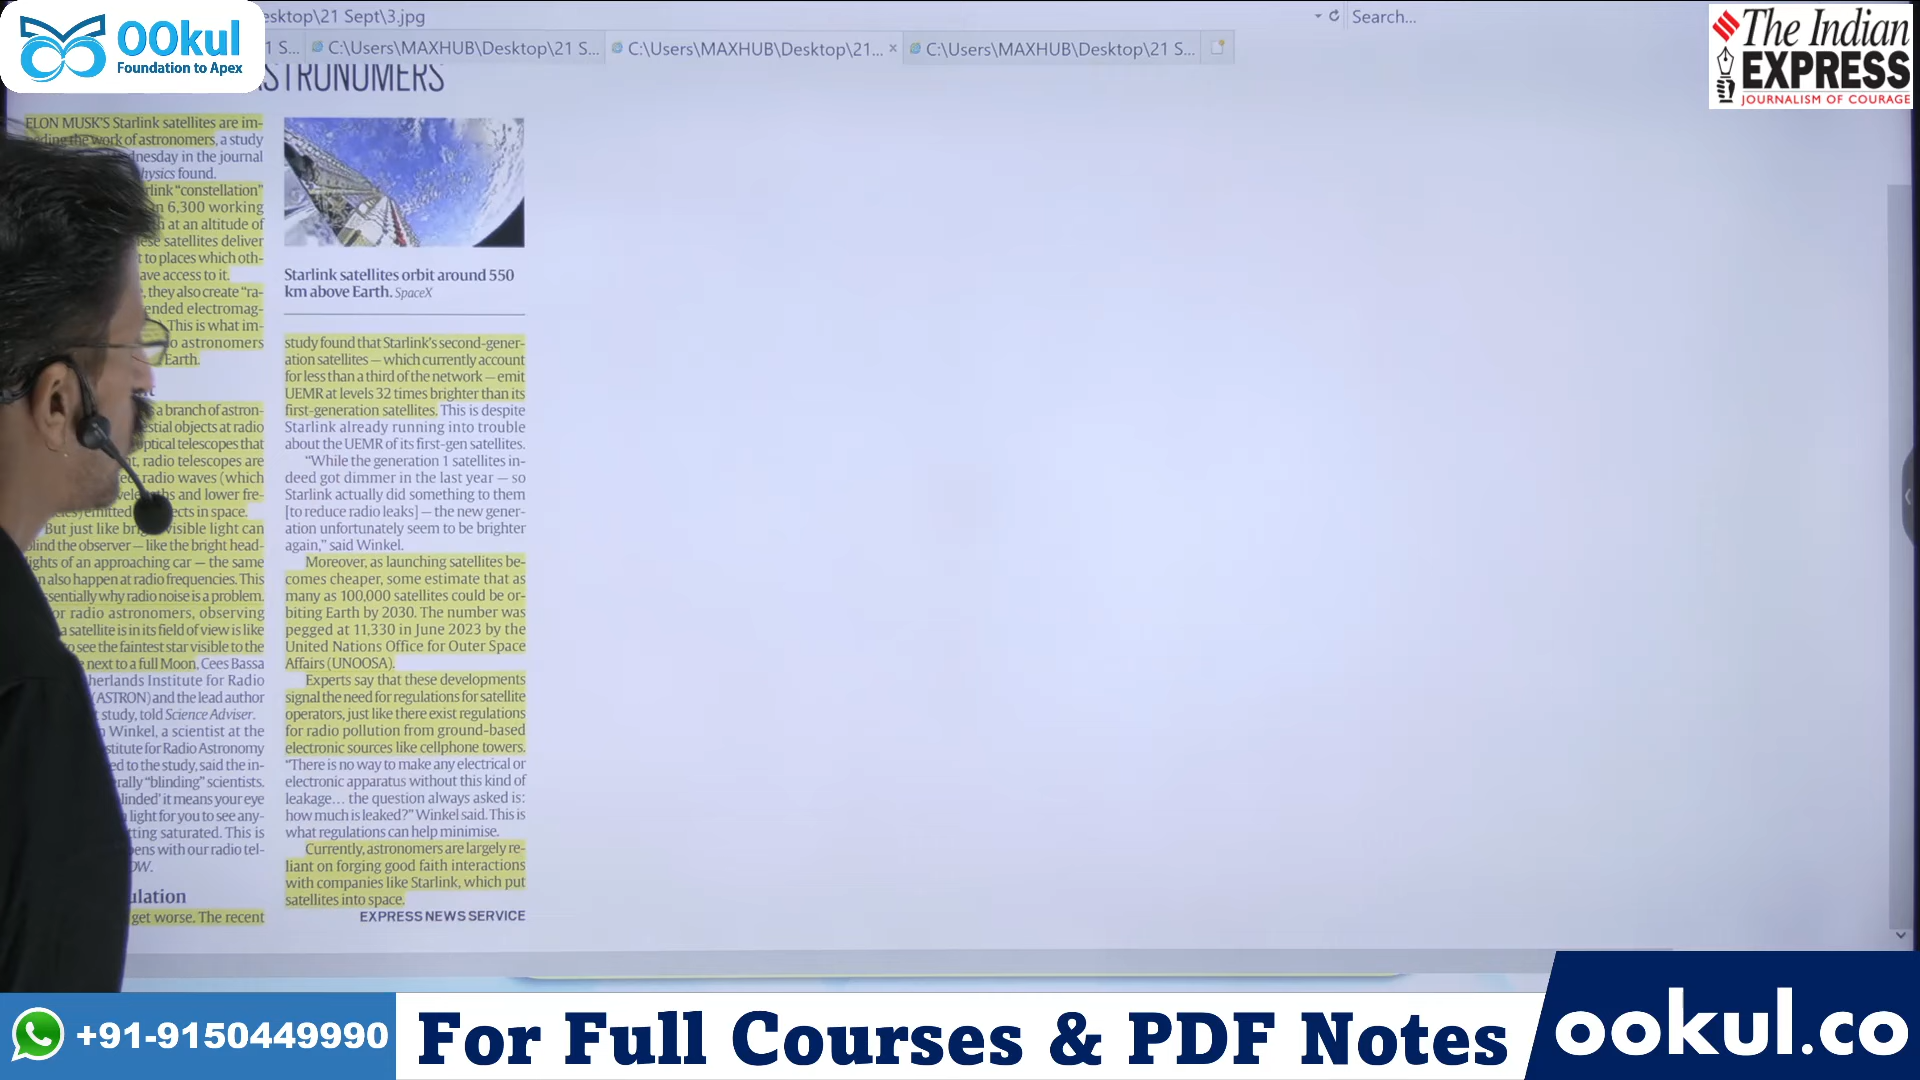 OOkul
Foundation to Apex
esktop\21 Sept\3.jpg
Search...
1 S...
C:\Users\MAXHUB\Desktop\21 S...
C:\Users\MAXHUB\Desktop\21...
C:\Users\MAXHUB\Desktop\21 S...
The Indian
EXPRESS
JOURNALISM OF COURAGE
ASTRONOMERS
ELON MUSK'S Starlink satellites are im-
peding the work of astronomers, a study
nesday in the journal
hysics found.
rlink "constellation"
n 6,300 working
at an altitude of
ese satellites deliver
t to places which oth-
ave access to it.
, they also create "ra-
ended electromag-
This is what im-
o astronomers
Earth.
a branch of astron-
estial objects at radio
optical telescopes that
t, radio telescopes are
radio waves (which
ths and lower fre-
emitted ects in space.
But just like bri visible light can
blind the observer — like the bright head-
lights of an approaching car — the same
n also happen at radio frequencies. This
sentially why radio noise is a problem.
or radio astronomers, observing
a satellite is in its field of view is like
o see the faintest star visible to the
next to a full Moon, Cees Bassa
herlands Institute for Radio
(ASTRON) and the lead author
study, told Science Adviser.
Winkel, a scientist at the
stitute for Radio Astronomy
ed to the study, said the in-
erally "blinding" scientists.
linded' it means your eye
light for you to see any-
tting saturated. This is
ens with our radio tel-
DW.
ulation
get worse. The recent
Starlink satellites orbit around 550
km above Earth. SpaceX
study found that Starlink's second-gener-
ation satellites — which currently account
for less than a third of the network — emit
UEMR at levels 32 times brighter than its
first-generation satellites. This is despite
Starlink already running into trouble
about the UEMR of its first-gen satellites.
"While the generation 1 satellites in-
deed got dimmer in the last year — so
Starlink actually did something to them
[to reduce radio leaks] — the new gener-
ation unfortunately seem to be brighter
again," said Winkel.
Moreover, as launching satellites be-
comes cheaper, some estimate that as
many as 100,000 satellites could be or-
biting Earth by 2030. The number was
pegged at 11,330 in June 2023 by the
United Nations Office for Outer Space
Affairs (UNOOSA).
Experts say that these developments
signal the need for regulations for satellite
operators, just like there exist regulations
for radio pollution from ground-based
electronic sources like cellphone towers.
"There is no way to make any electrical or
electronic apparatus without this kind of
leakage... the question always asked is:
how much is leaked?" Winkel said. This is
what regulations can help minimise.
Currently, astronomers are largely re-
liant on forging good faith interactions
with companies like Starlink, which put
satellites into space.
EXPRESS NEWS SERVICE
+91-9150449990
For Full Courses & PDF Notes
ookul.co